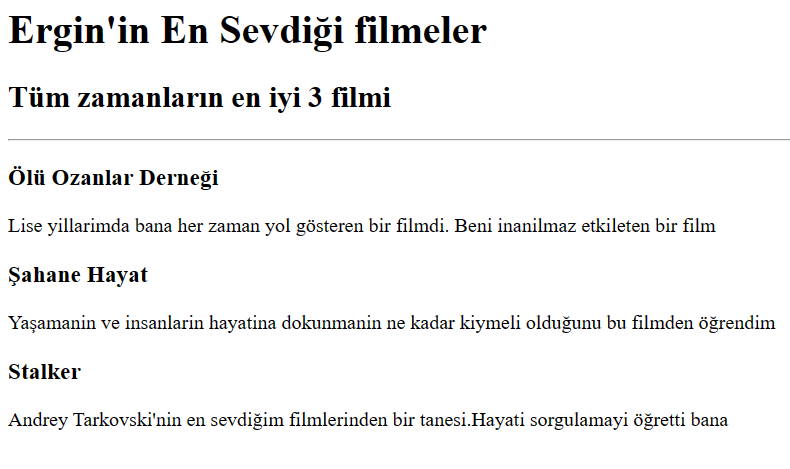 Ergin'in En Sevdiği filmeler
Tüm zamanların en iyi 3 filmi
Ölü Ozanlar Derneği
Lise yillarimda bana her zaman yol gösteren bir filmdi. Beni inanilmaz etkileten bir film
Şahane Hayat
Yaşamanin ve insanlarin hayatina dokunmanin ne kadar kiymeli olduğunu bu filmden öğrendim
Stalker
Andrey Tarkovski'nin en sevdiğim filmlerinden bir tanesi.Hayati sorgulamayi öğretti bana